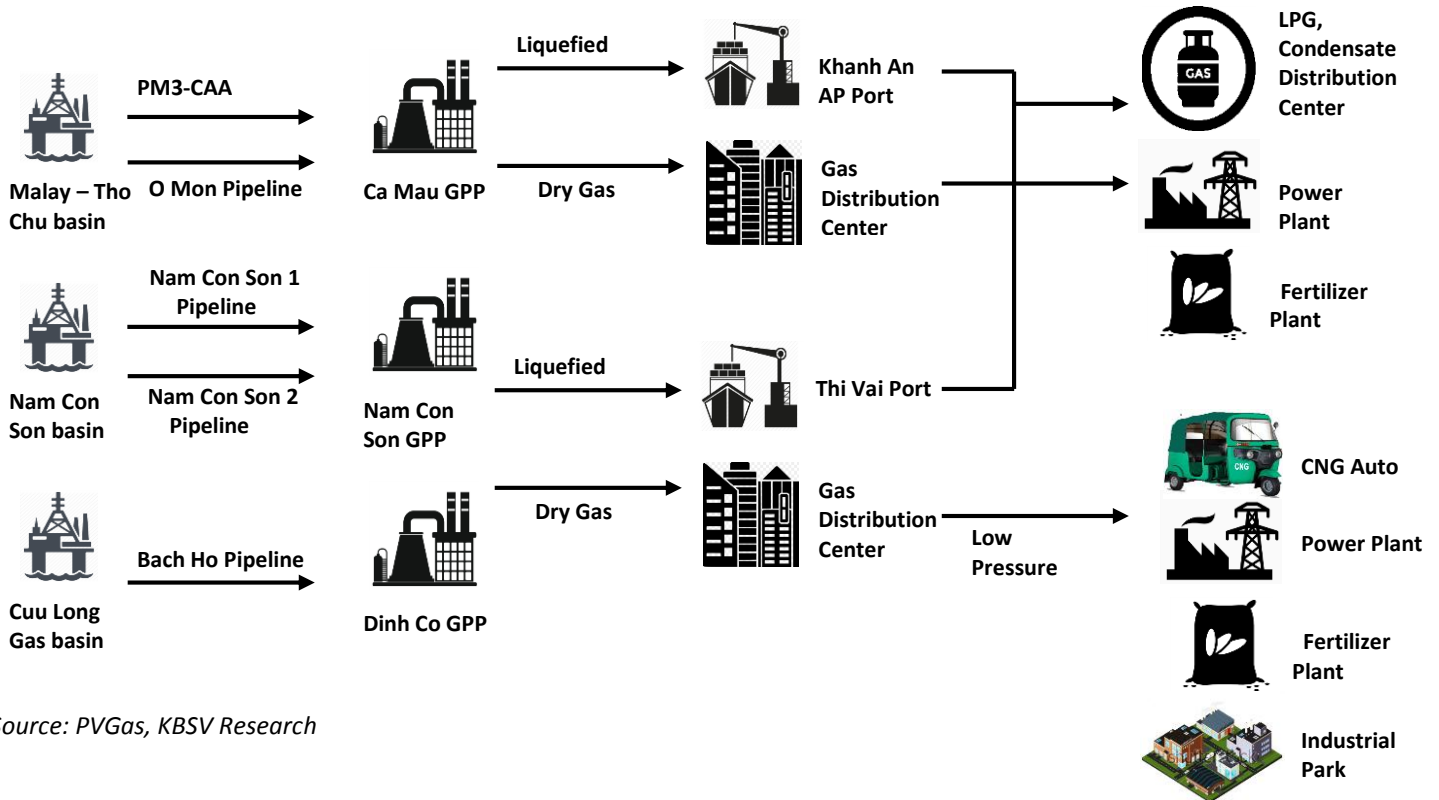 Liquefied
LPG,
Condensate
Distribution
Center
GAS
PM3-CAA
Khanh An
AP Port
Malay – Tho
Chu basin
O Mon Pipeline
Ca Mau GPP
Dry Gas
Gas
Distribution
Center
Power
Plant
Nam Con Son 1
Pipeline
Fertilizer
Plant
Liquefied
Thi Vai Port
Nam Con
Son basin
Nam Con Son 2
Pipeline
Nam Con
Son GPP
CNG
CNG Auto
Dry Gas
Gas
Distribution
Center
Low
Pressure
Power Plant
Bach Ho Pipeline
Cuu Long
Gas basin
Dinh Co GPP
Fertilizer
Plant
ource: PVGas, KBSV Research
Industrial
Park